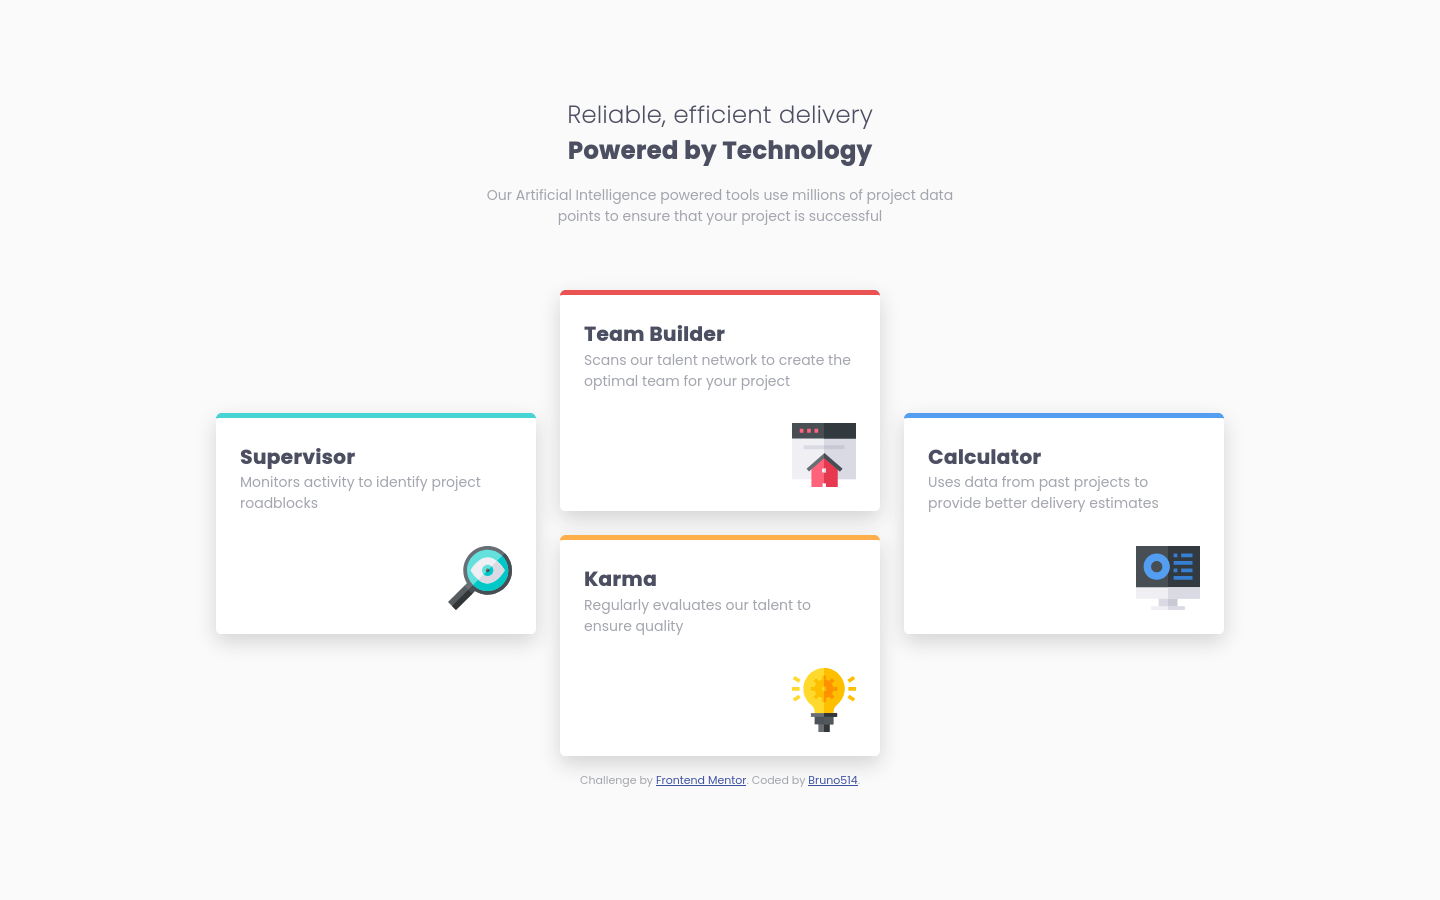 Reliable, efficient delivery
Powered by Technology
Our Artificial Intelligence powered tools use millions of project data
points to ensure that your project is successful
Team Builder
Scans our talent network to create the
optimal team for your project
Supervisor
Monitors activity to identify project
roadblocks
Calculator
Uses data from past projects to
provide better delivery estimates
Karma
Regularly evaluates our talent to
ensure quality
Challenge by Frontend Mentor. Coded by Bruno514.